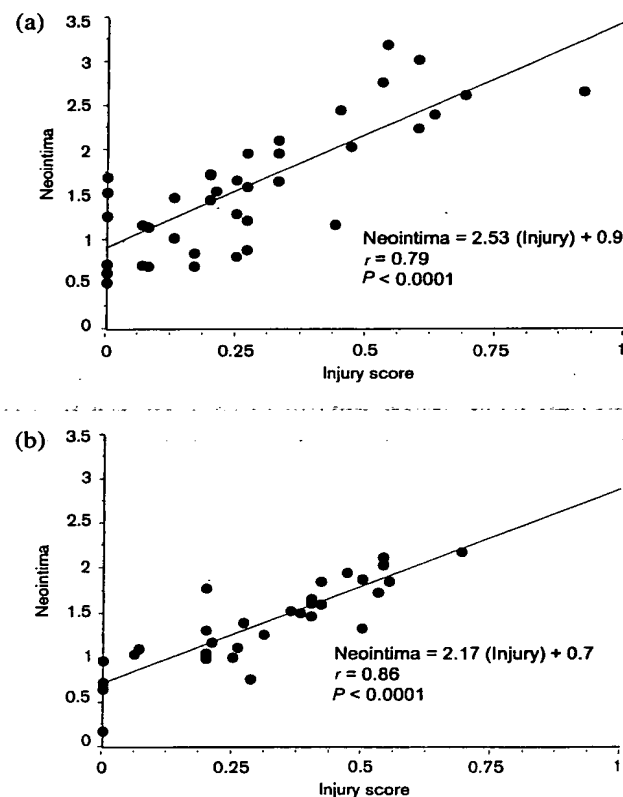 (a)
3.5
3
2.5
2
1.5
1
0.5
0
Neointima
Neointima = 2.53 (Injury) + 0.9
r = 0.79
P < 0.0001
0 0.25 0.5 0.75 1
Injury score
(b)
3.5
3
2.5
2
1.5
1
0.5
0
Neointima
Neointima = 2.17 (Injury) + 0.7
r = 0.86
P < 0.0001
0 0.25 0.5 0.75 1
Injury score